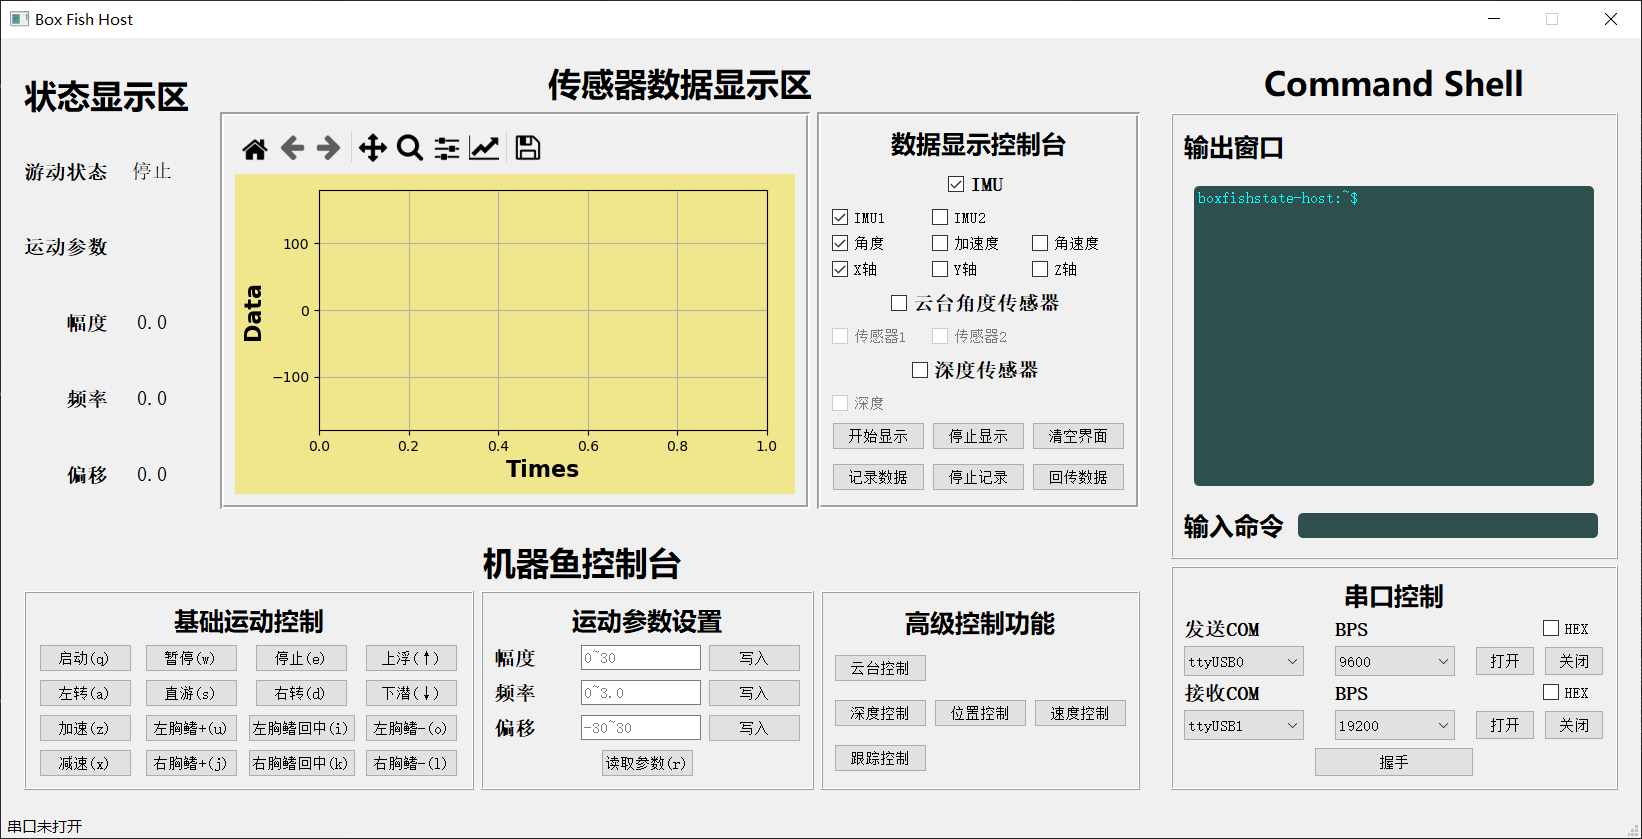 Box Fish Host
状态显示区
游动状态 停止
运动参数
幅度 0.0
频率 0.0
偏移 0.0
传感器数据显示区
100
0
−100
Data
0.0 0.2 0.4 0.6 0.8 1.0
Times
数据显示控制台
IMU
IMU1 IMU2
角度 加速度 角速度
X轴 Y轴 Z轴
云台角度传感器
传感器1 传感器2
深度传感器
深度
开始显示 停止显示 清空界面
记录数据 停止记录 回传数据
Command Shell
输出窗口
boxfishstate-host:~$
输入命令
机器鱼控制台
基础运动控制
启动(q) 暂停(w) 停止(e) 上浮(↑)
左转(a) 直游(s) 右转(d) 下潜(↓)
加速(z) 左胸鳍+(u) 左胸鳍回中(i) 左胸鳍-(o)
减速(x) 右胸鳍+(j) 右胸鳍回中(k) 右胸鳍-(l)
运动参数设置
幅度 0~30 写入
频率 0~3.0 写入
偏移 -30~30 写入
读取参数(r)
高级控制功能
云台控制
深度控制 位置控制 速度控制
跟踪控制
串口控制
发送COM BPS HEX
ttyUSB0 9600 打开 关闭
接收COM BPS HEX
ttyUSB1 19200 打开 关闭
握手
串口未打开